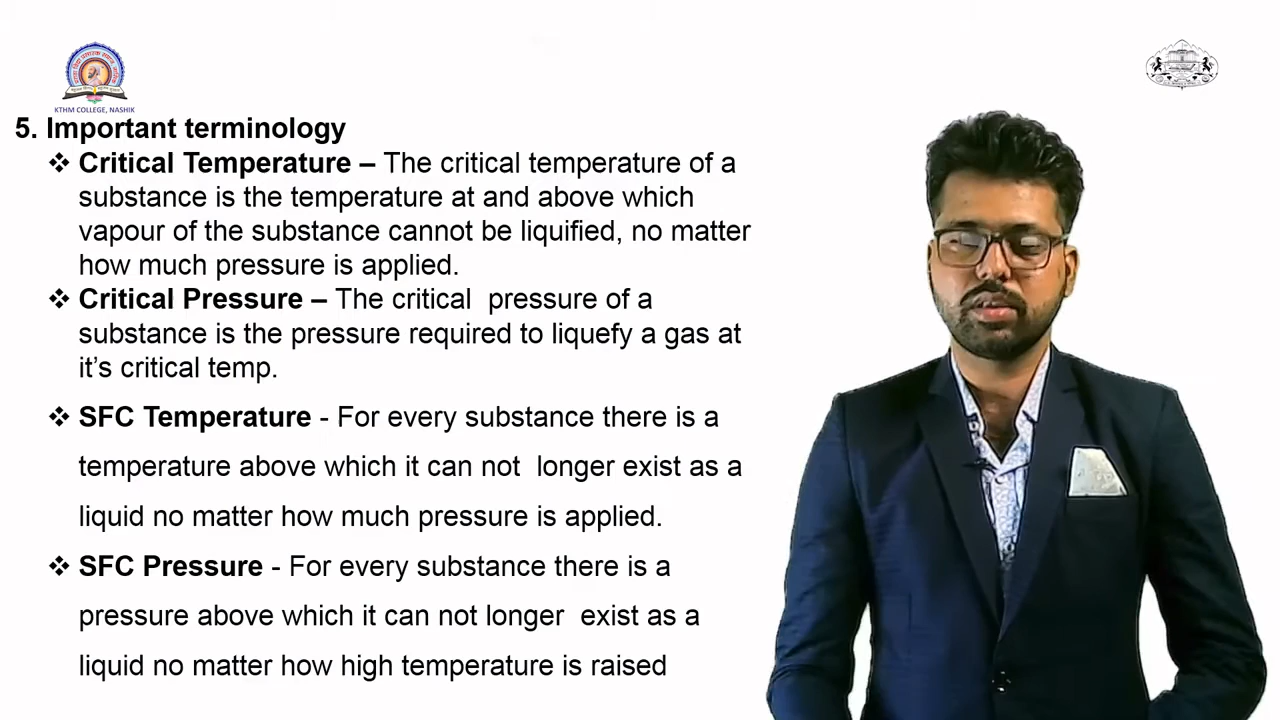 KTHM COLLEGE, NASHIK
5. Important terminology
❖ Critical Temperature – The critical temperature of a
substance is the temperature at and above which
vapour of the substance cannot be liquified, no matter
how much pressure is applied.
❖ Critical Pressure – The critical  pressure of a
substance is the pressure required to liquefy a gas at
it's critical temp.
❖ SFC Temperature - For every substance there is a
temperature above which it can not  longer exist as a
liquid no matter how much pressure is applied.
❖ SFC Pressure - For every substance there is a
pressure above which it can not longer  exist as a
liquid no matter how high temperature is raised